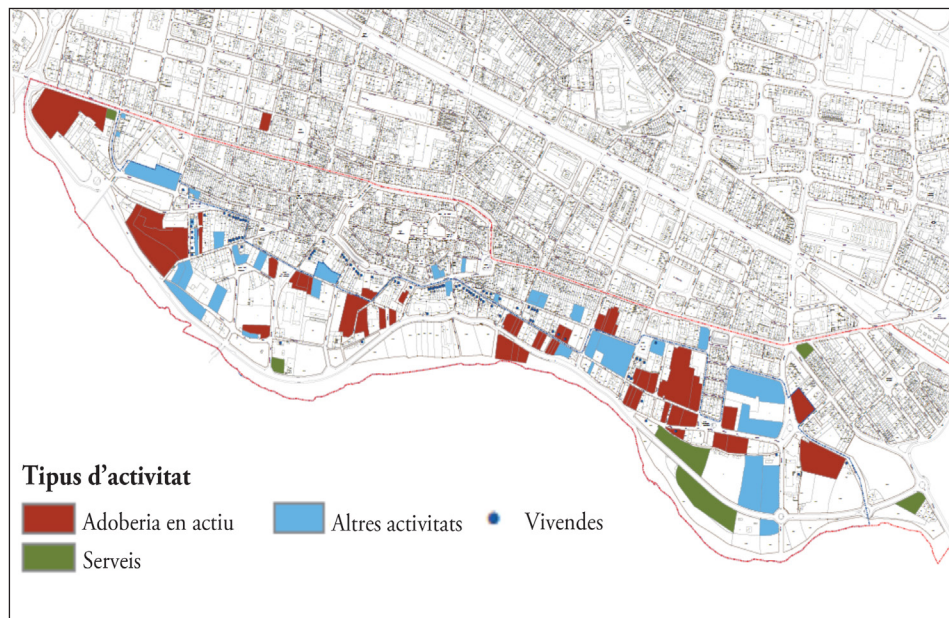 Tipus d'activitat
Adoberia en actiu
Altres activitats
Vivendes
Serveis